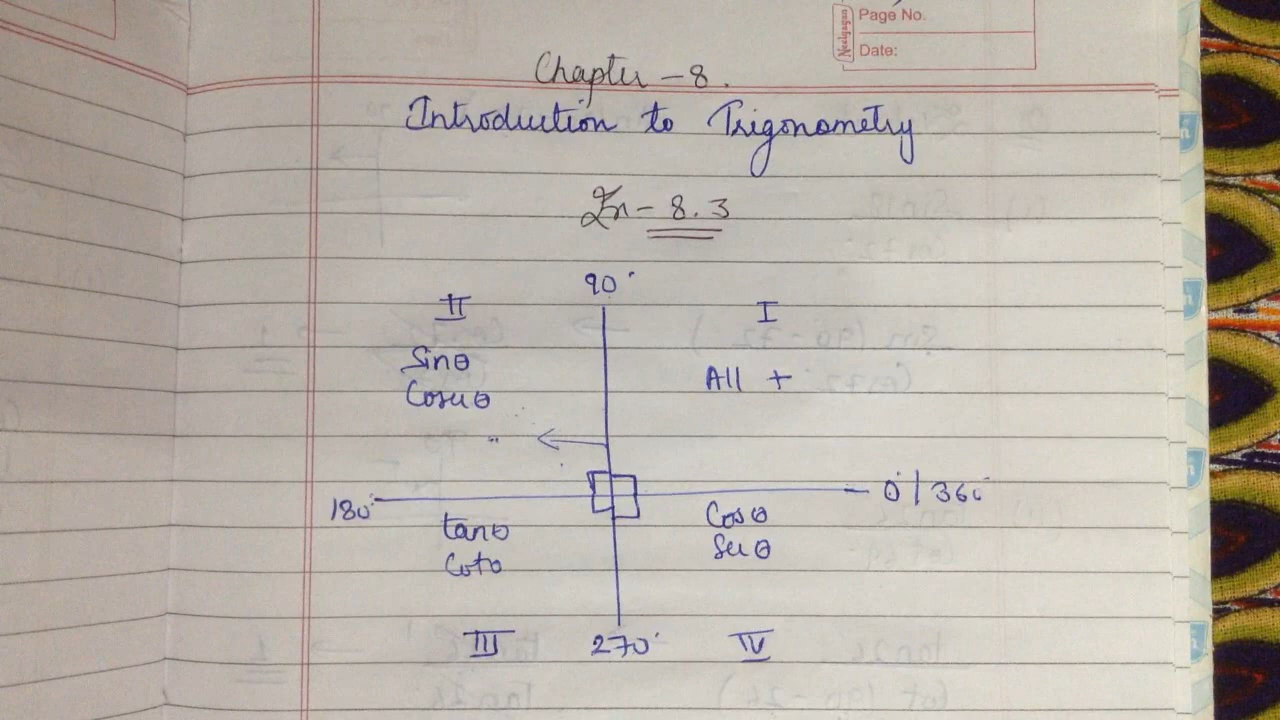 Neelgagan
Page No.
Date:
Chapter - 8.
Introduction to Trigonometry
Ex - 8.3
90°
II
I
Sinθ
All +
Cosecθ
180°
0° | 360°
tanθ
Cosθ
Cotθ
Secθ
III
270°
IV